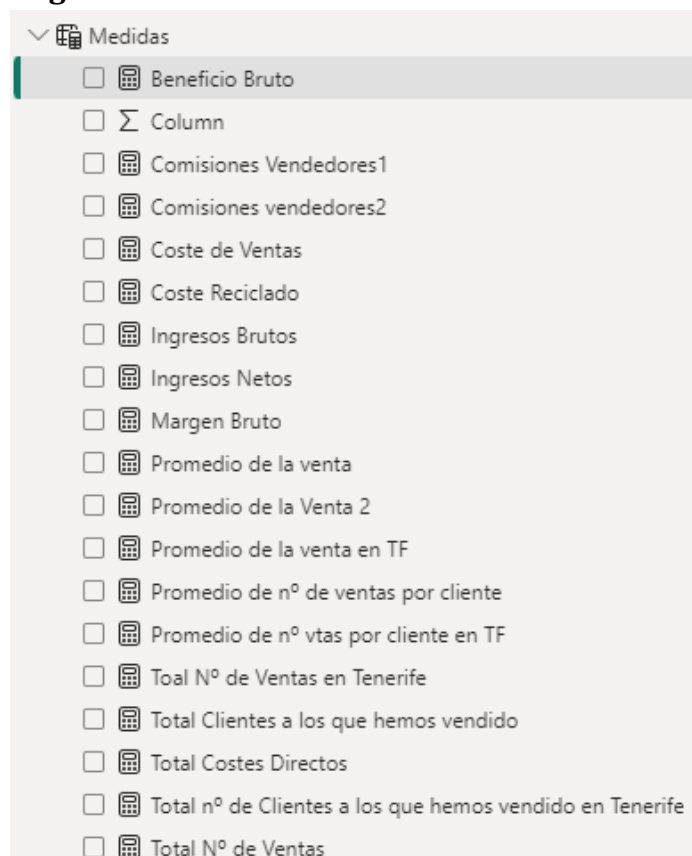 Medidas
Beneficio Bruto
Column
Comisiones Vendedores1
Comisiones vendedores2
Coste de Ventas
Coste Reciclado
Ingresos Brutos
Ingresos Netos
Margen Bruto
Promedio de la venta
Promedio de la Venta 2
Promedio de la venta en TF
Promedio de nº de ventas por cliente
Promedio de nº vtas por cliente en TF
Toal Nº de Ventas en Tenerife
Total Clientes a los que hemos vendido
Total Costes Directos
Total nº de Clientes a los que hemos vendido en Tenerife
Total Nº de Ventas